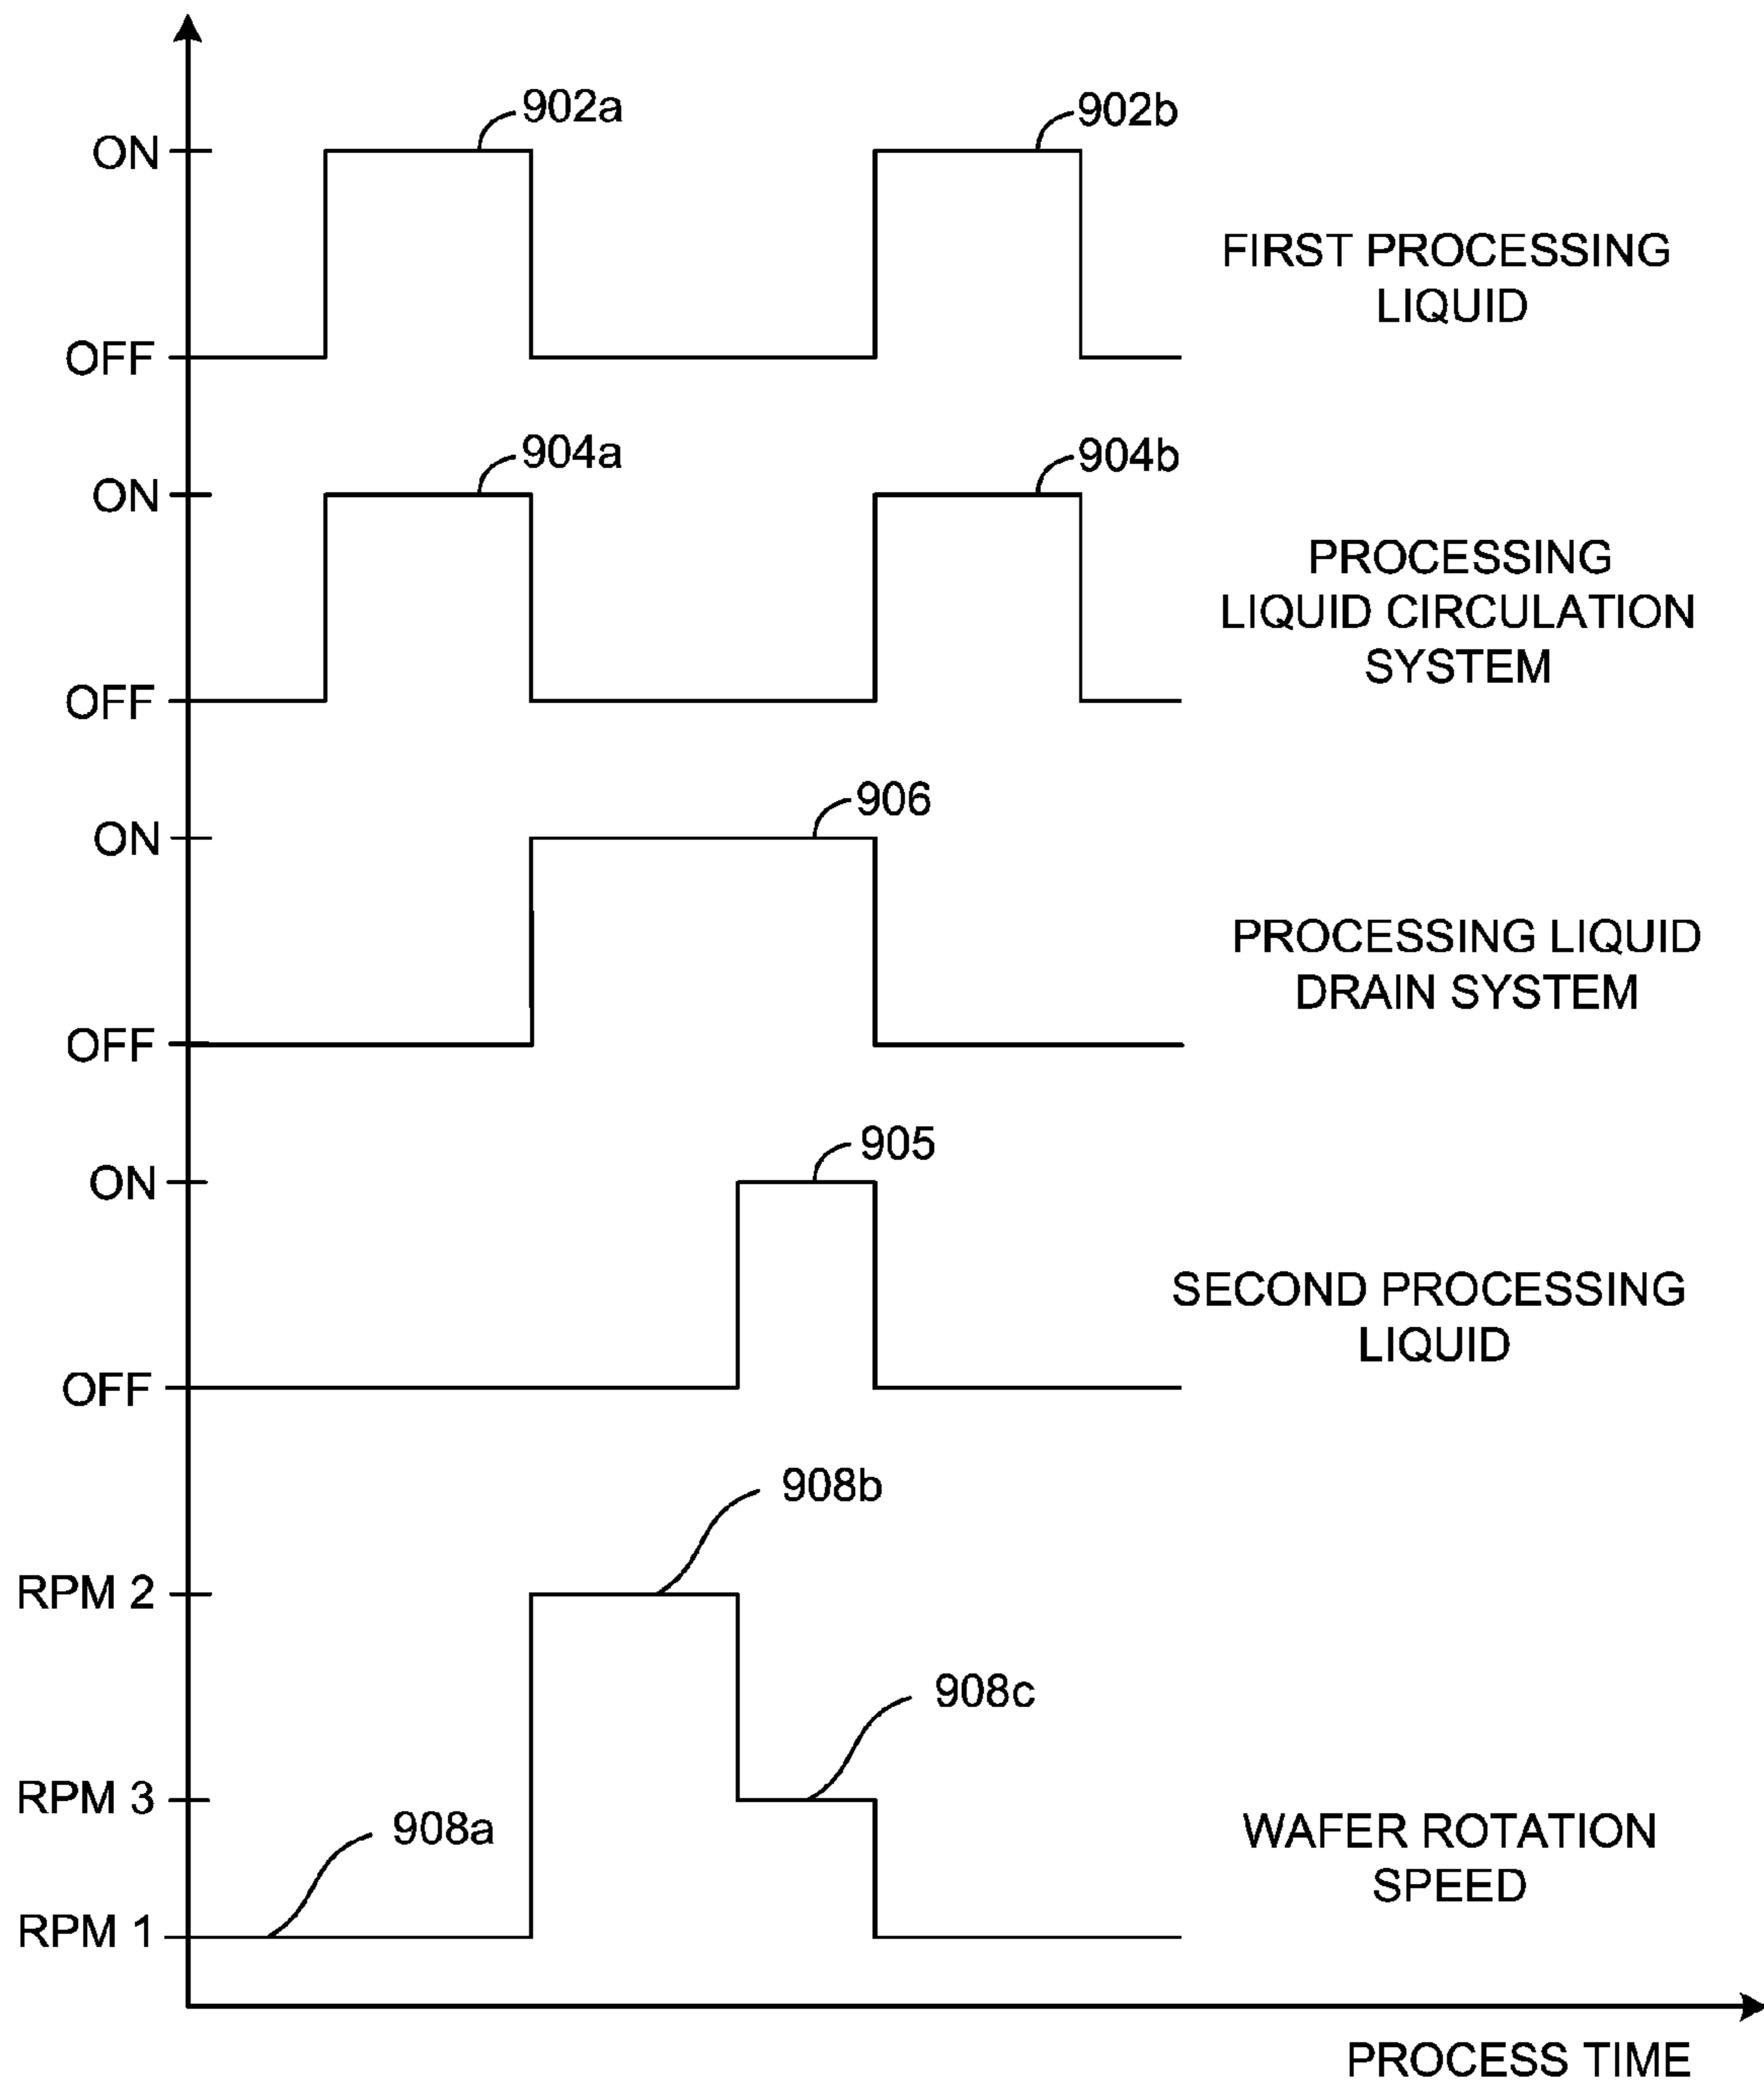 902a
902b
ON
FIRST PROCESSING
LIQUID
OFF
904a
904b
ON
PROCESSING
LIQUID CIRCULATION
SYSTEM
OFF
906
ON
PROCESSING LIQUID
DRAIN SYSTEM
OFF
905
ON
SECOND PROCESSING
LIQUID
OFF
908b
RPM 2
908c
RPM 3
908a
WAFER ROTATION
SPEED
RPM 1
PROCESS TIME